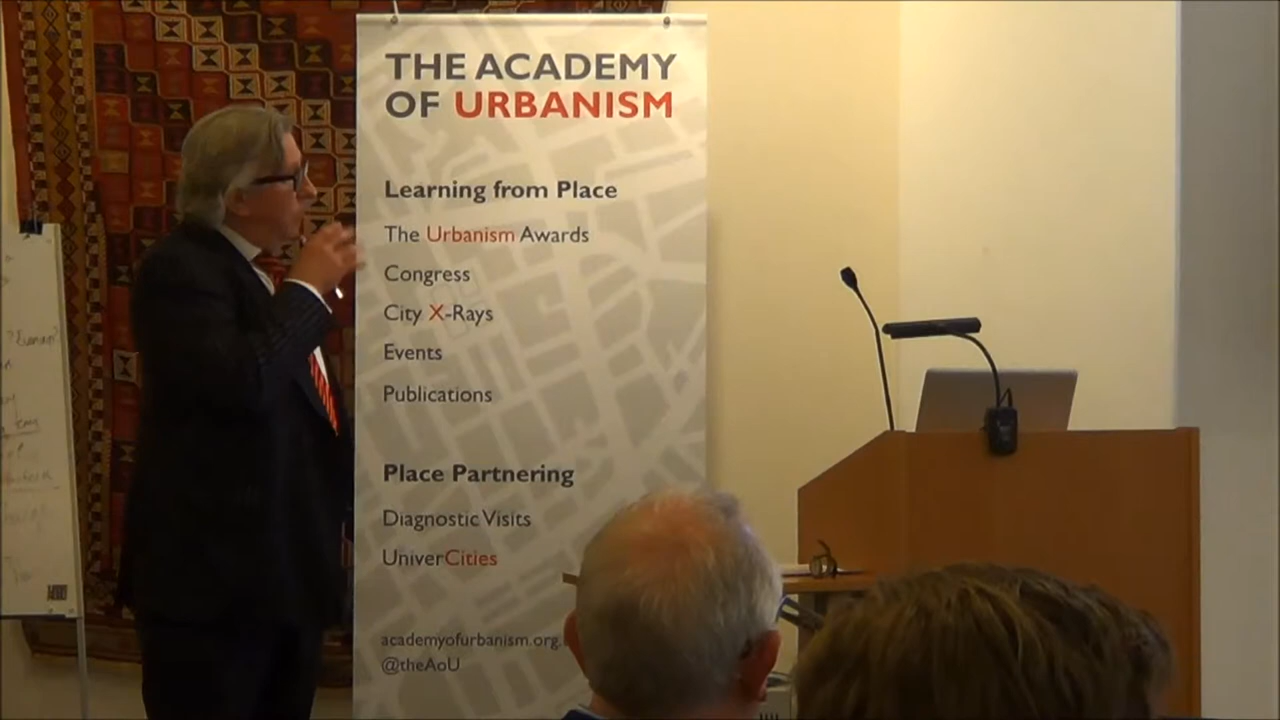 THE ACADEMY
OF URBANISM
Learning from Place
The Urbanism Awards
Congress
City X-Rays
Events
Publications
Place Partnering
Diagnostic Visits
UniverCities
academyofurbanism.org.
@theAoU